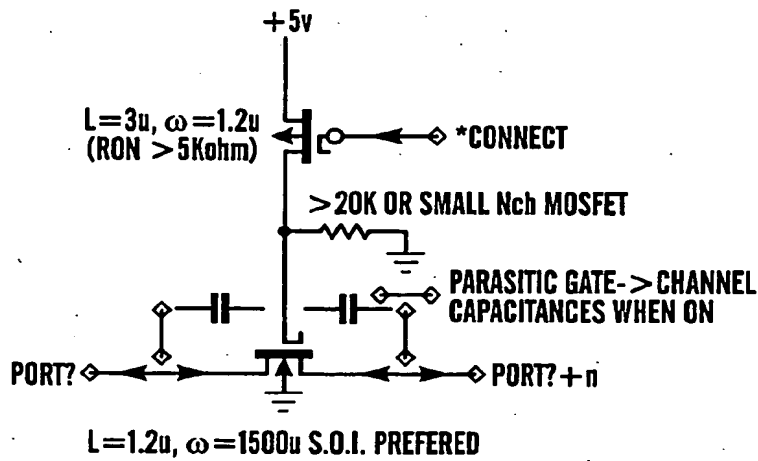 +5v
L=3u, ω=1.2u
(RON >5Kohm)
*CONNECT
>20K OR SMALL Nch MOSFET
PARASITIC GATE->CHANNEL
CAPACITANCES WHEN ON
PORT?
PORT?+n
L=1.2u, ω=1500u S.O.I. PREFERED